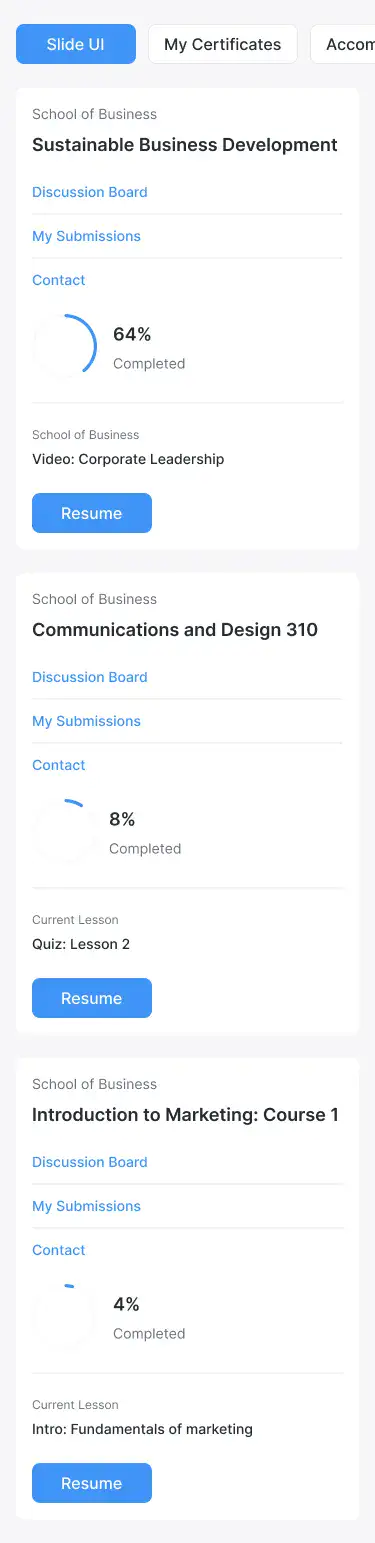 Slide UI
My Certificates
Accom
School of Business
Sustainable Business Development
Discussion Board
My Submissions
Contact
64%
Completed
School of Business
Video: Corporate Leadership
Resume
School of Business
Communications and Design 310
Discussion Board
My Submissions
Contact
8%
Completed
Current Lesson
Quiz: Lesson 2
Resume
School of Business
Introduction to Marketing: Course 1
Discussion Board
My Submissions
Contact
4%
Completed
Current Lesson
Intro: Fundamentals of marketing
Resume